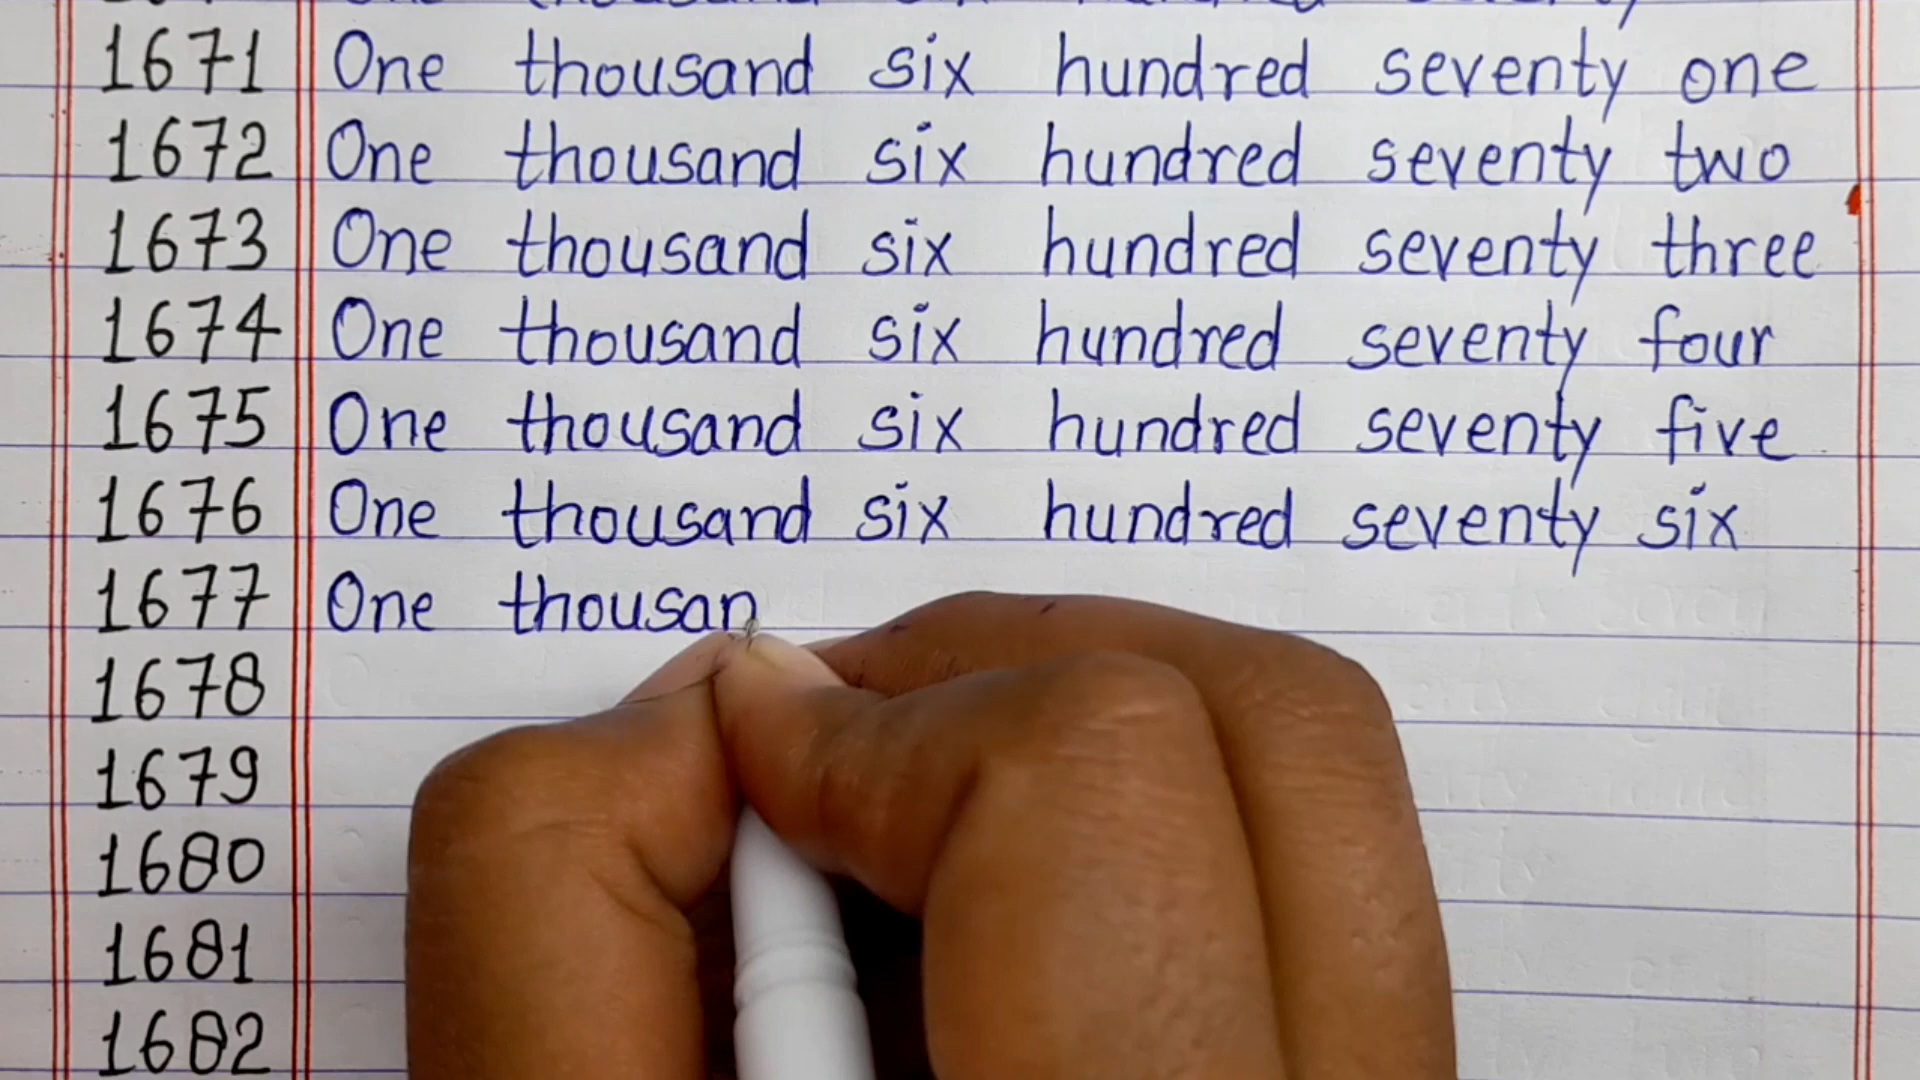 1671 One thousand six hundred seventy one
1672 One thousand six hundred seventy two
1673 One thousand six hundred seventy three
1674 One thousand six hundred seventy four
1675 One thousand six hundred seventy five
1676 One thousand six hundred seventy six
1677 One thousan
1678
1679
1680
1681
1682